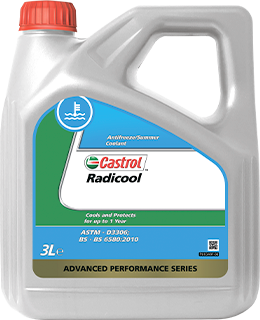 Antifreeze/Summer
Coolant
Castrol
Radicool
Cools and Protects
for up to 1 Year
ASTM - D3306;
BS - BS 6580:2010
3L e
ADVANCED PERFORMANCE SERIES